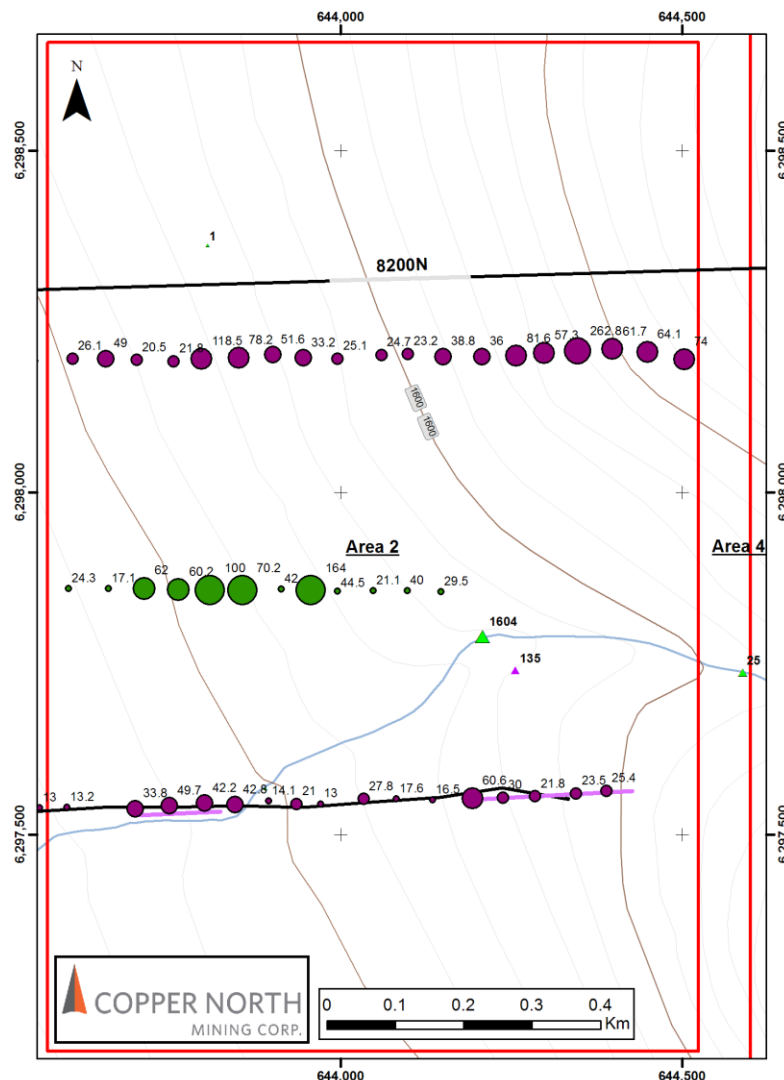 644,000 644,500
N
6,298,500 6,298,500
1
8200N
26.1 49 20.5 21.8 118.5 78.2 51.6 33.2 25.1 24.7 23.2 38.8 36 81.6 57.3 262.8 61.7 64.1 74
1600
1600
6,298,000 6,298,000
Area 2 Area 4
24.3 17.1 62 60.2 100 70.2 42 164 44.5 21.1 40 29.5
1604
135 25
13 13.2 33.8 49.7 42.2 42.8 14.1 21 13 27.8 17.6 16.5 60.6 30 21.8 23.5 25.4
6,297,500 6,297,500
COPPER NORTH
MINING CORP.
0 0.1 0.2 0.3 0.4
Km
644,000 644,500